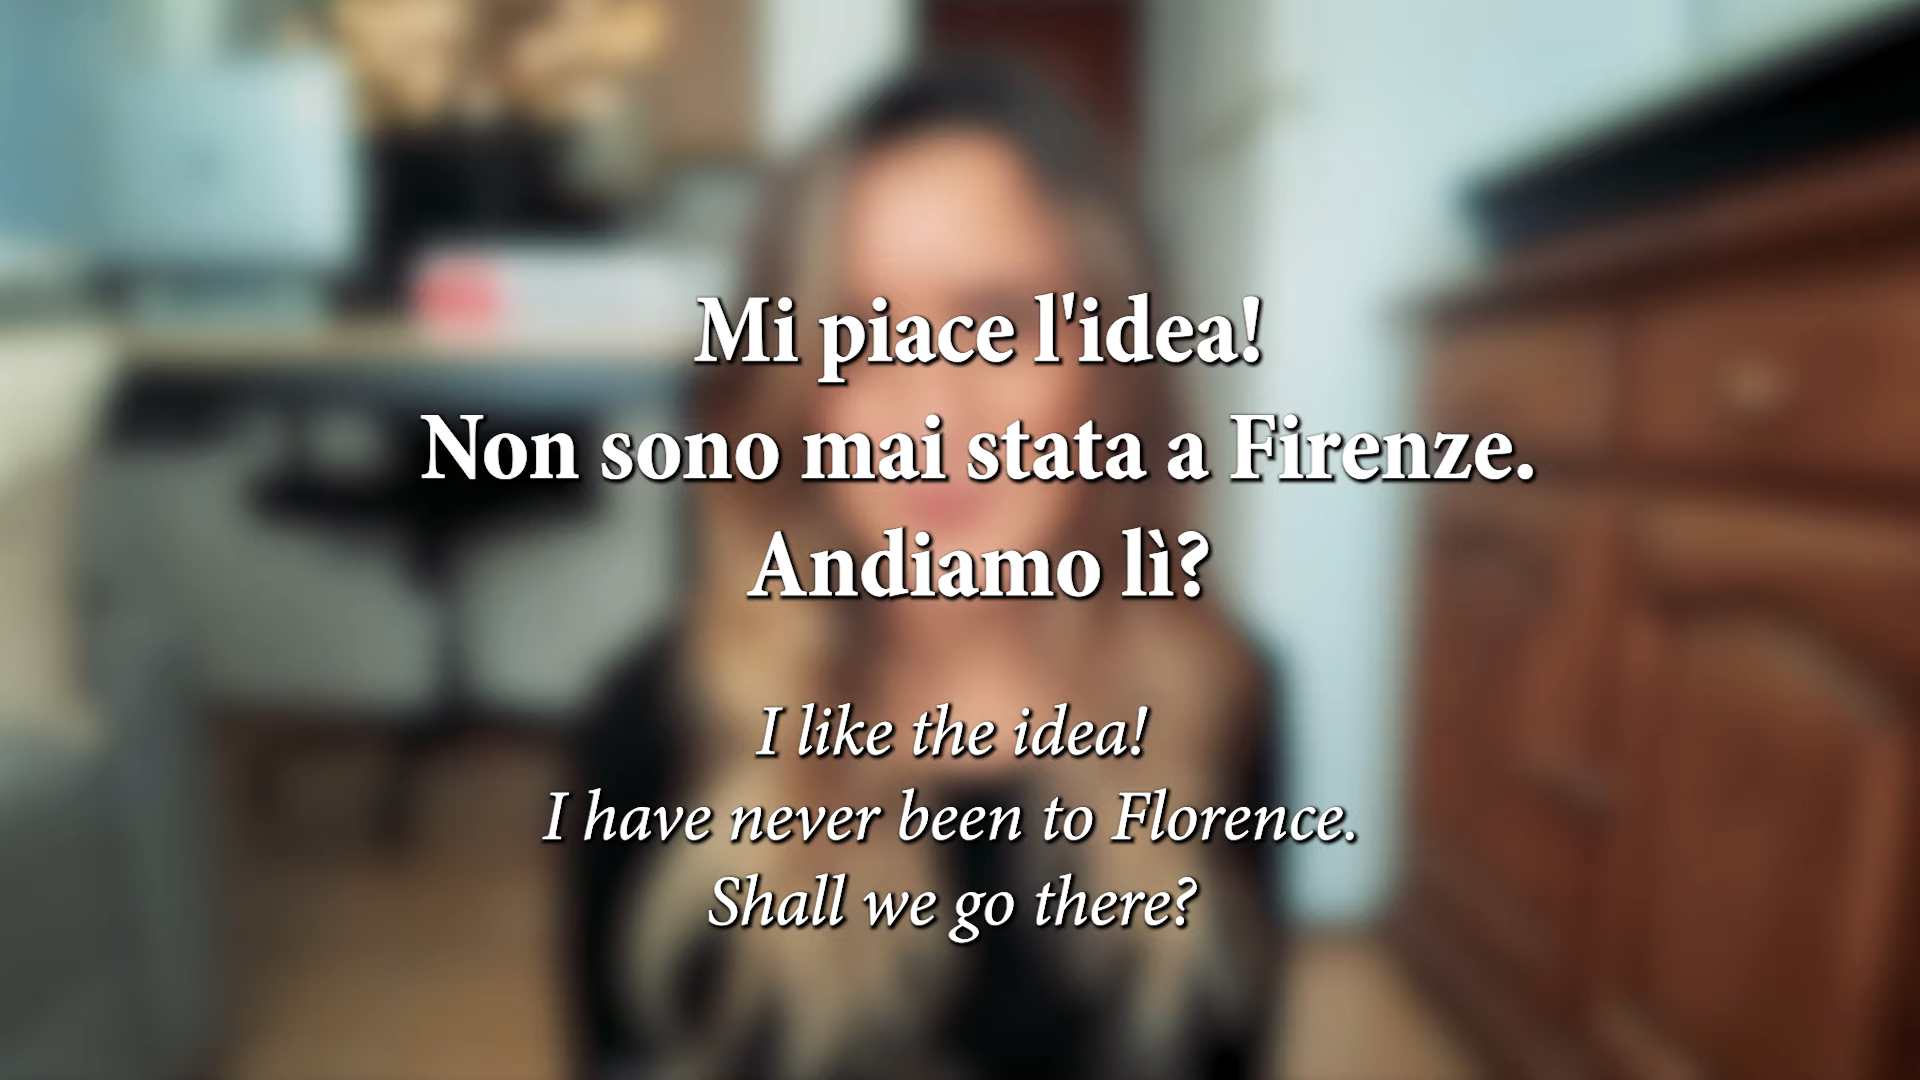 Mi piace l'idea!
Non sono mai stata a Firenze.
Andiamo lì?
I like the idea!
I have never been to Florence.
Shall we go there?